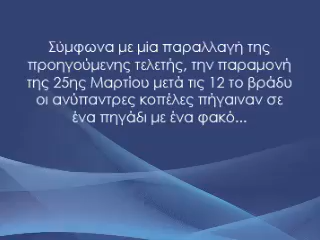 Σύμφωνα με μία παραλλαγή της
προηγούμενης τελετής, την παραμονή
της 25ης Μαρτίου μετά τις 12 το βράδυ
οι ανύπαντρες κοπέλες πήγαιναν σε
ένα πηγάδι με ένα φακό...